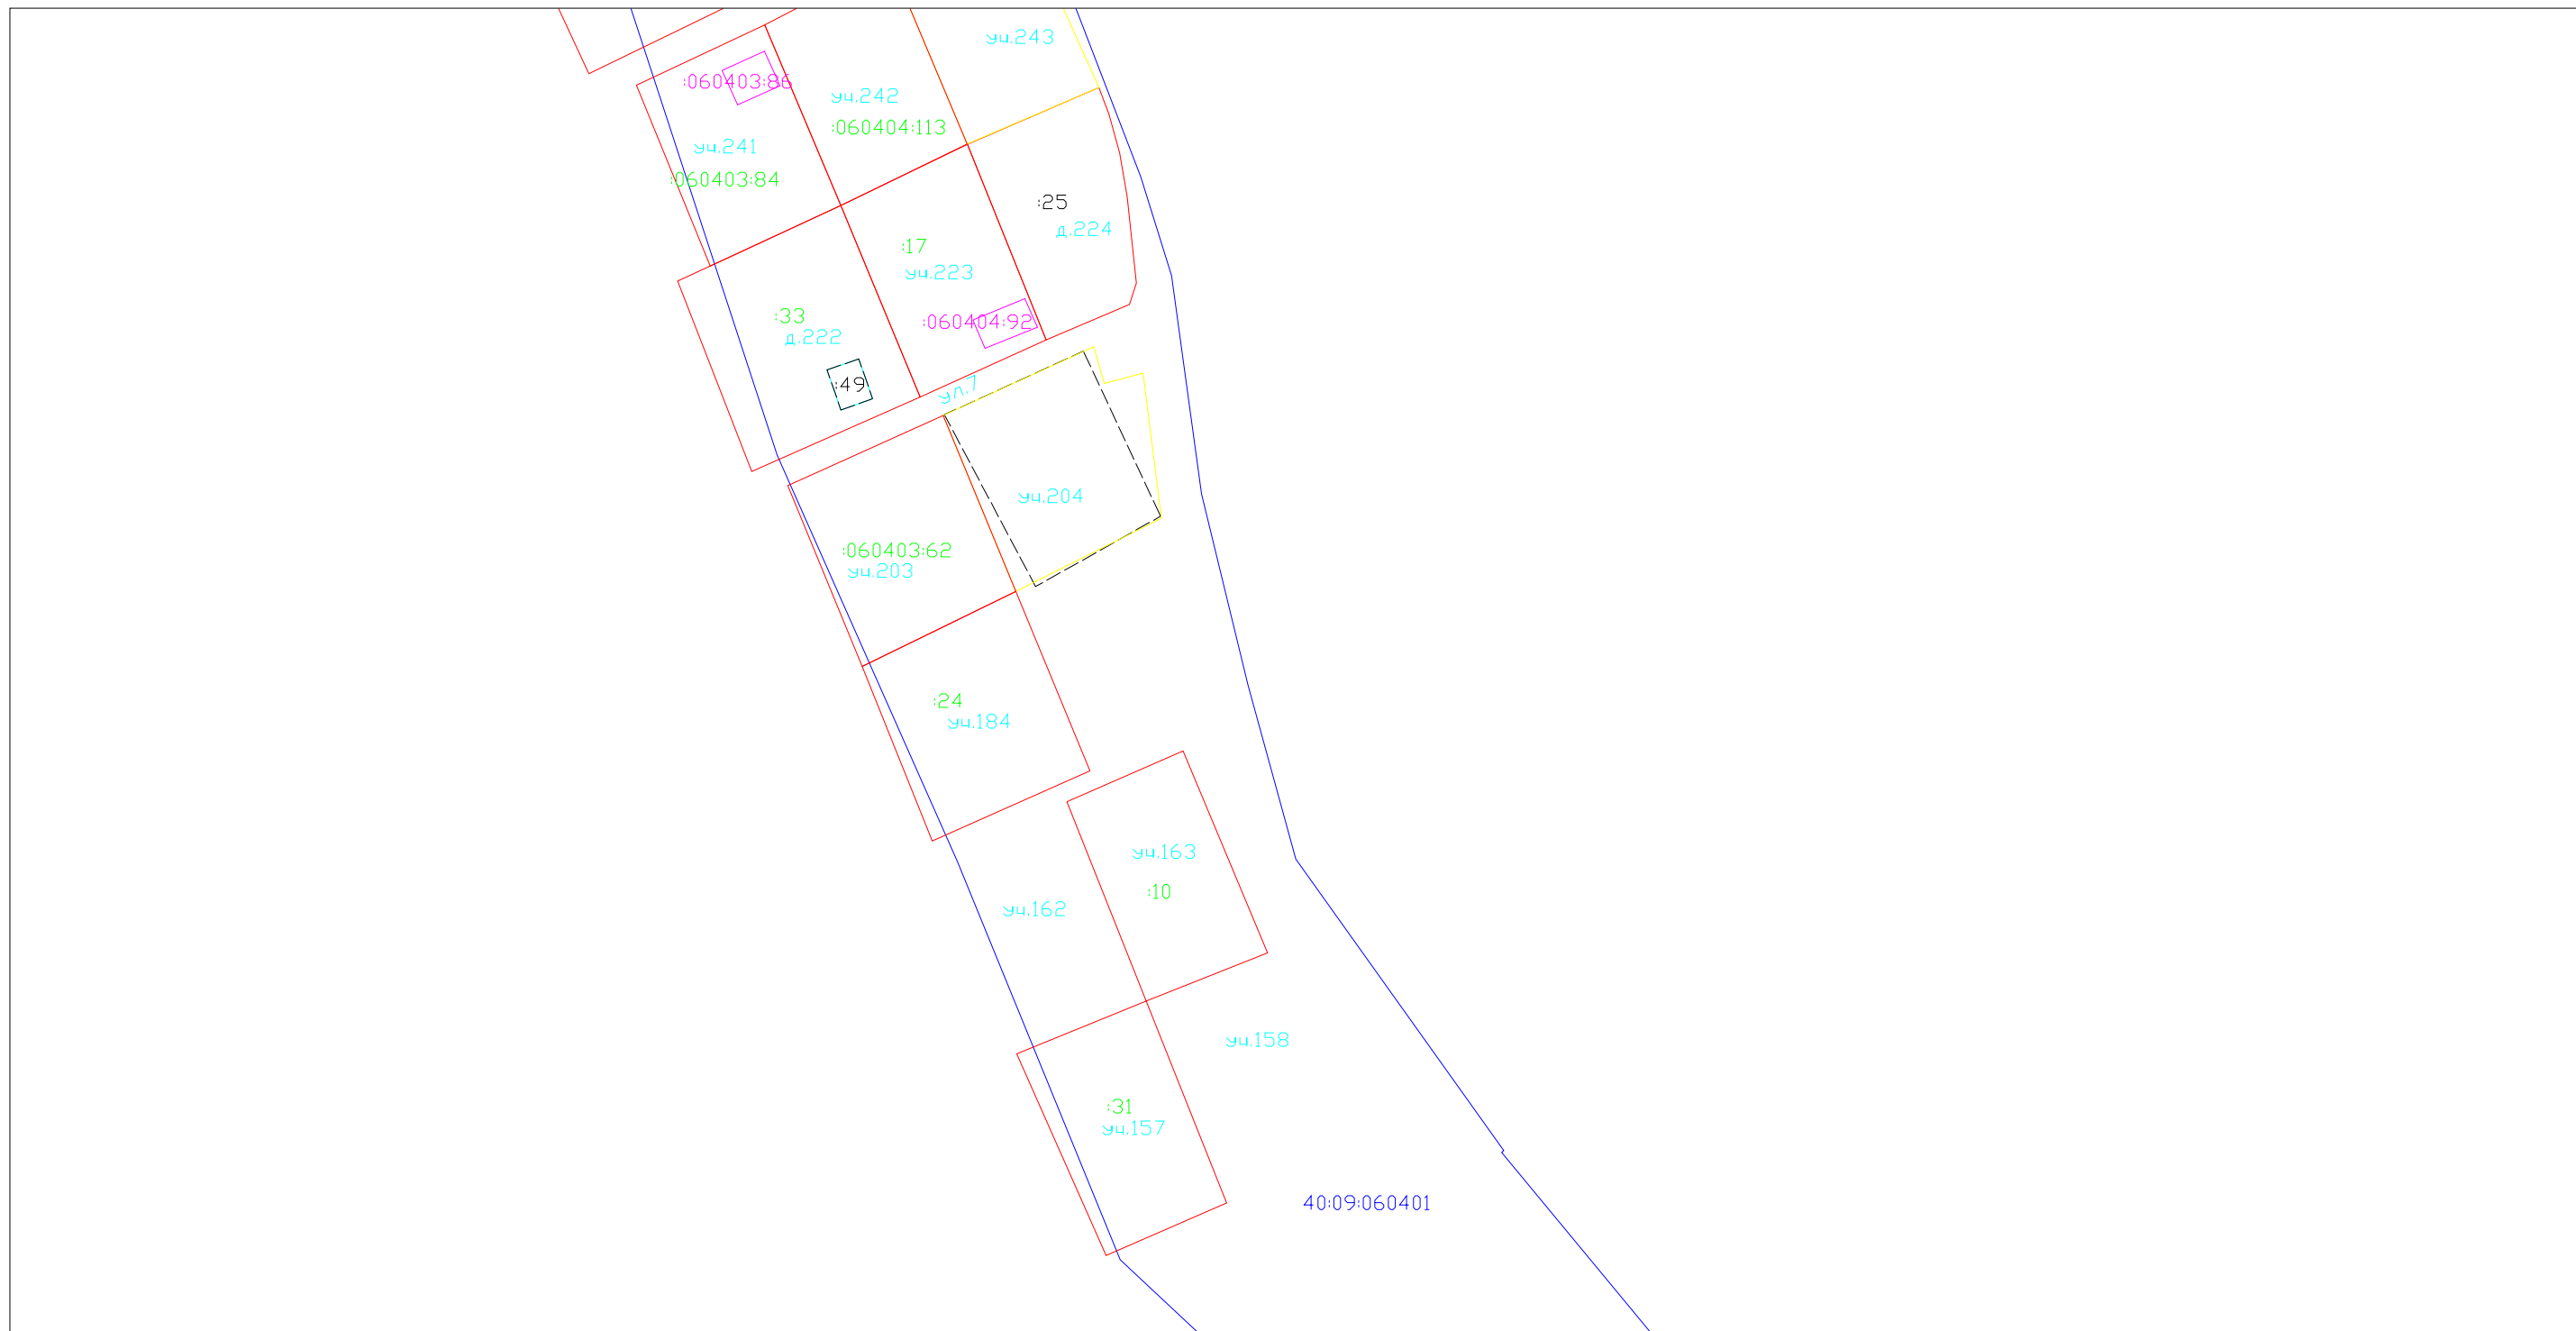 уч.243
:060403:86
уч.242
:060404:113
уч.241
:060403:84
:25
д.224
:17
уч.223
:33
:060404:92
д.222
:49
ул.7
уч.204
:060403:62
уч.203
:24
уч.184
уч.163
:10
уч.162
уч.158
:31
уч.157
40:09:060401